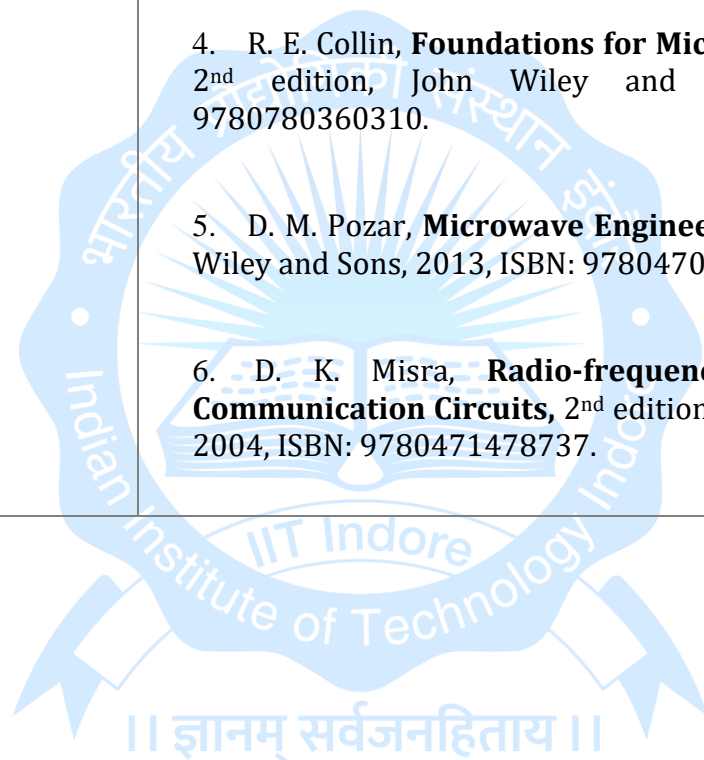 4. R. E. Collin, Foundations for Mic
2nd edition, John Wiley and
9780780360310.
5. D. M. Pozar, Microwave Enginee
Wiley and Sons, 2013, ISBN: 9780470
6. D. K. Misra, Radio-frequenc
Communication Circuits, 2nd edition
2004, ISBN: 9780471478737.
भारतीय प्रौद्योगिकी संस्थान इंदौर
Indian Institute of Technology Indore
IIT Indore
।। ज्ञानम् सर्वजनहिताय ।।